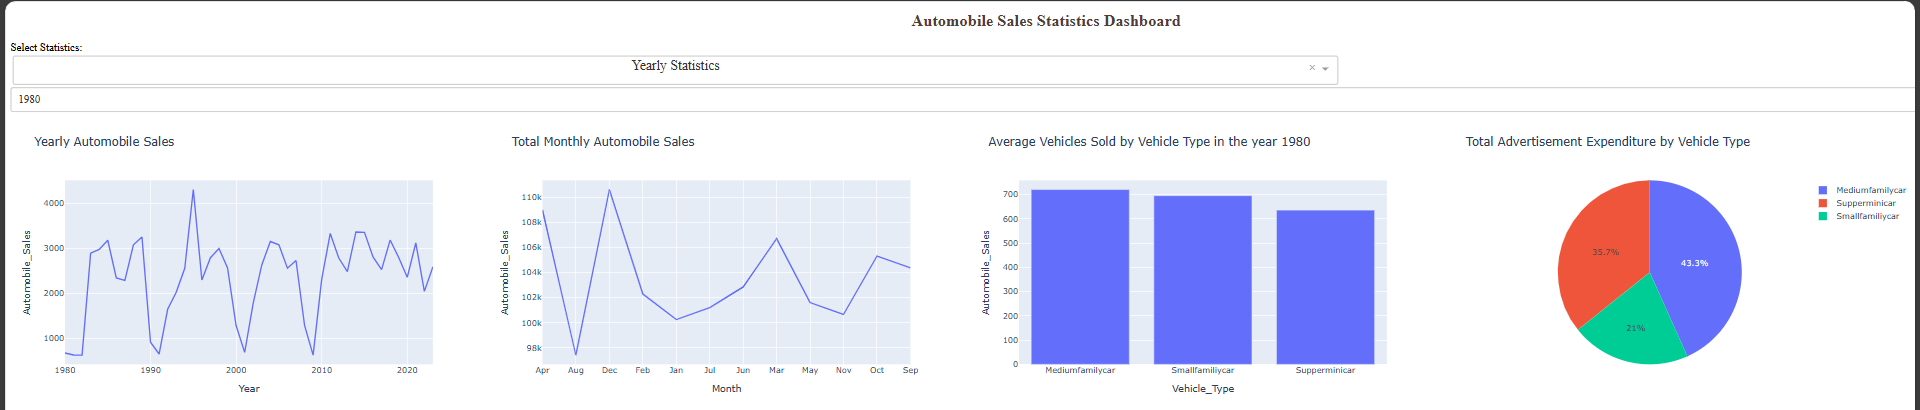 Automobile Sales Statistics Dashboard
Select Statistics:
Yearly Statistics
× 
1980
Yearly Automobile Sales
4000
3000
2000
1000
Automobile_Sales
1980 1990 2000 2010 2020
Year
Total Monthly Automobile Sales
110k
108k
106k
104k
102k
100k
98k
Automobile_Sales
Apr Aug Dec Feb Jan Jul Jun Mar May Nov Oct Sep
Month
Average Vehicles Sold by Vehicle Type in the year 1980
700
600
500
400
300
200
100
0
Automobile_Sales
Mediumfamilycar Smallfamiliycar Supperminicar
Vehicle_Type
Total Advertisement Expenditure by Vehicle Type
35.7%
43.3%
21%
Mediumfamilycar
Supperminicar
Smallfamiliycar